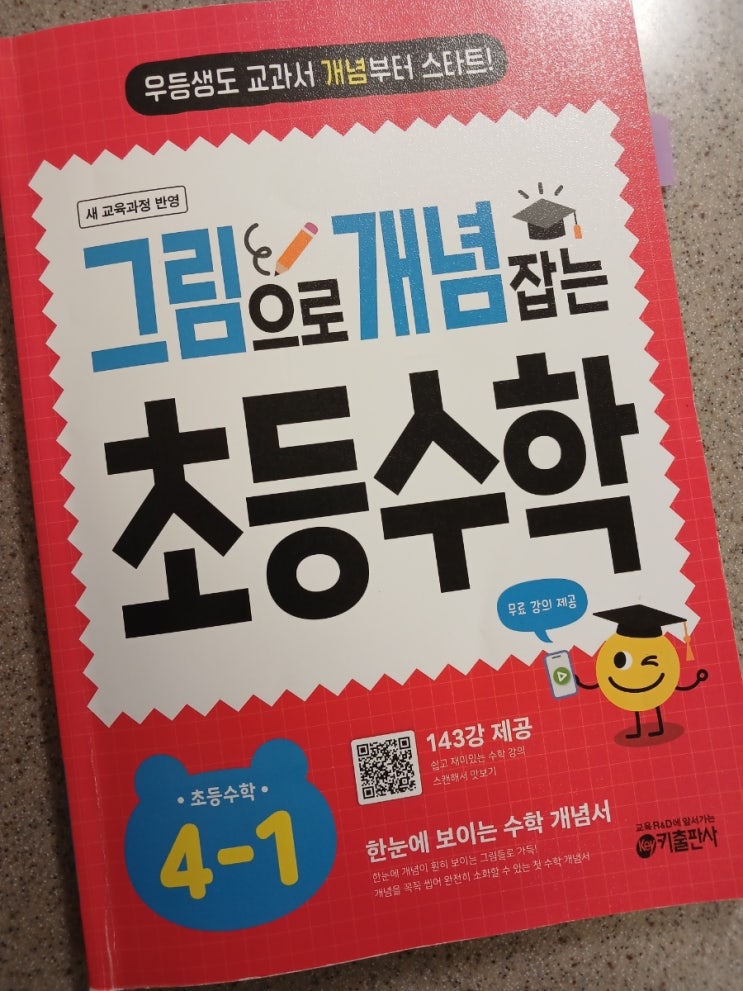 우등생도 교과서 개념부터 스타트!
새 교육과정 반영
그림으로 개념 잡는
초등수학
무료 강의 제공
143강 제공
쉽고 재미있는 수학 강의
스캔해서 맛보기
• 초등수학 •
4-1
한눈에 보이는 수학 개념서
한눈에 개념이 훤히 보이는 그림들로 가득!
개념을 꼭꼭 씹어 완전히 소화할 수 있는 첫 수학 개념서
교육 R&D에 앞서가는
Key 키출판사